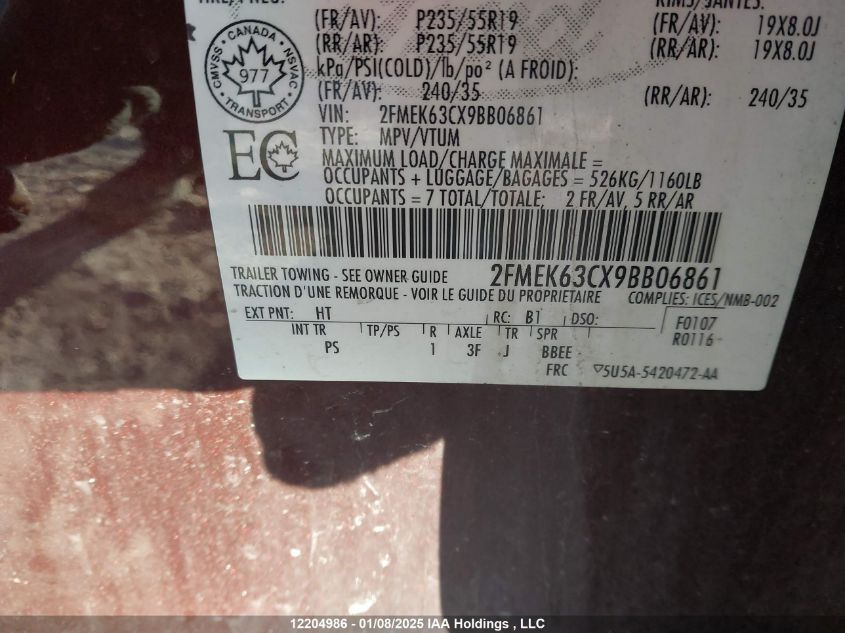 (FR/AV): P235/55R19 (FR/AV): 19X8.0J
(RR/AR): P235/55R19 (RR/AR): 19X8.0J
kPa/PSI(COLD)/lb/po² (A FROID):
(FR/AV): 240/35 (RR/AR): 240/35
CANADA
CMVSS 977 NSVAC
TRANSPORT
VIN: 2FMEK63CX9BB06861
TYPE: MPV/VTUM
EC
MAXIMUM LOAD/CHARGE MAXIMALE =
OCCUPANTS + LUGGAGE/BAGAGES = 526KG/1160LB
OCCUPANTS = 7 TOTAL/TOTALE; 2 FR/AV, 5 RR/AR
TRAILER TOWING - SEE OWNER GUIDE 2FMEK63CX9BB06861
TRACTION D'UNE REMORQUE - VOIR LE GUIDE DU PROPRIETAIRE COMPLIES: ICES/NMB-002
EXT PNT: HT RC: B1 DSO: F0107
INT TR TP/PS R AXLE TR SPR R0116
PS 1 3F J BBEE
FRC 5U5A-5420472-AA
12204986 - 01/08/2025 IAA Holdings , LLC